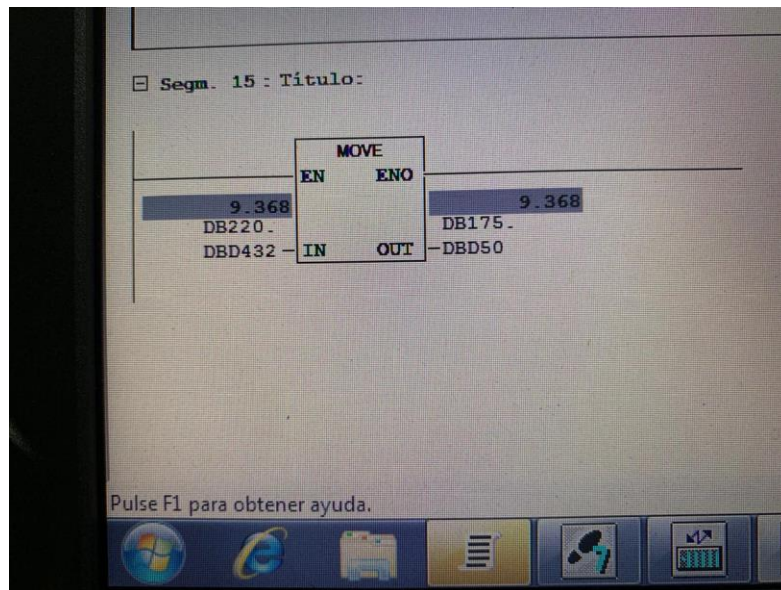 Segm. 15 : Título:
MOVE
EN ENO
9.368 9.368
DB220. DB175.
DBD432 IN OUT DBD50
Pulse F1 para obtener ayuda.
7